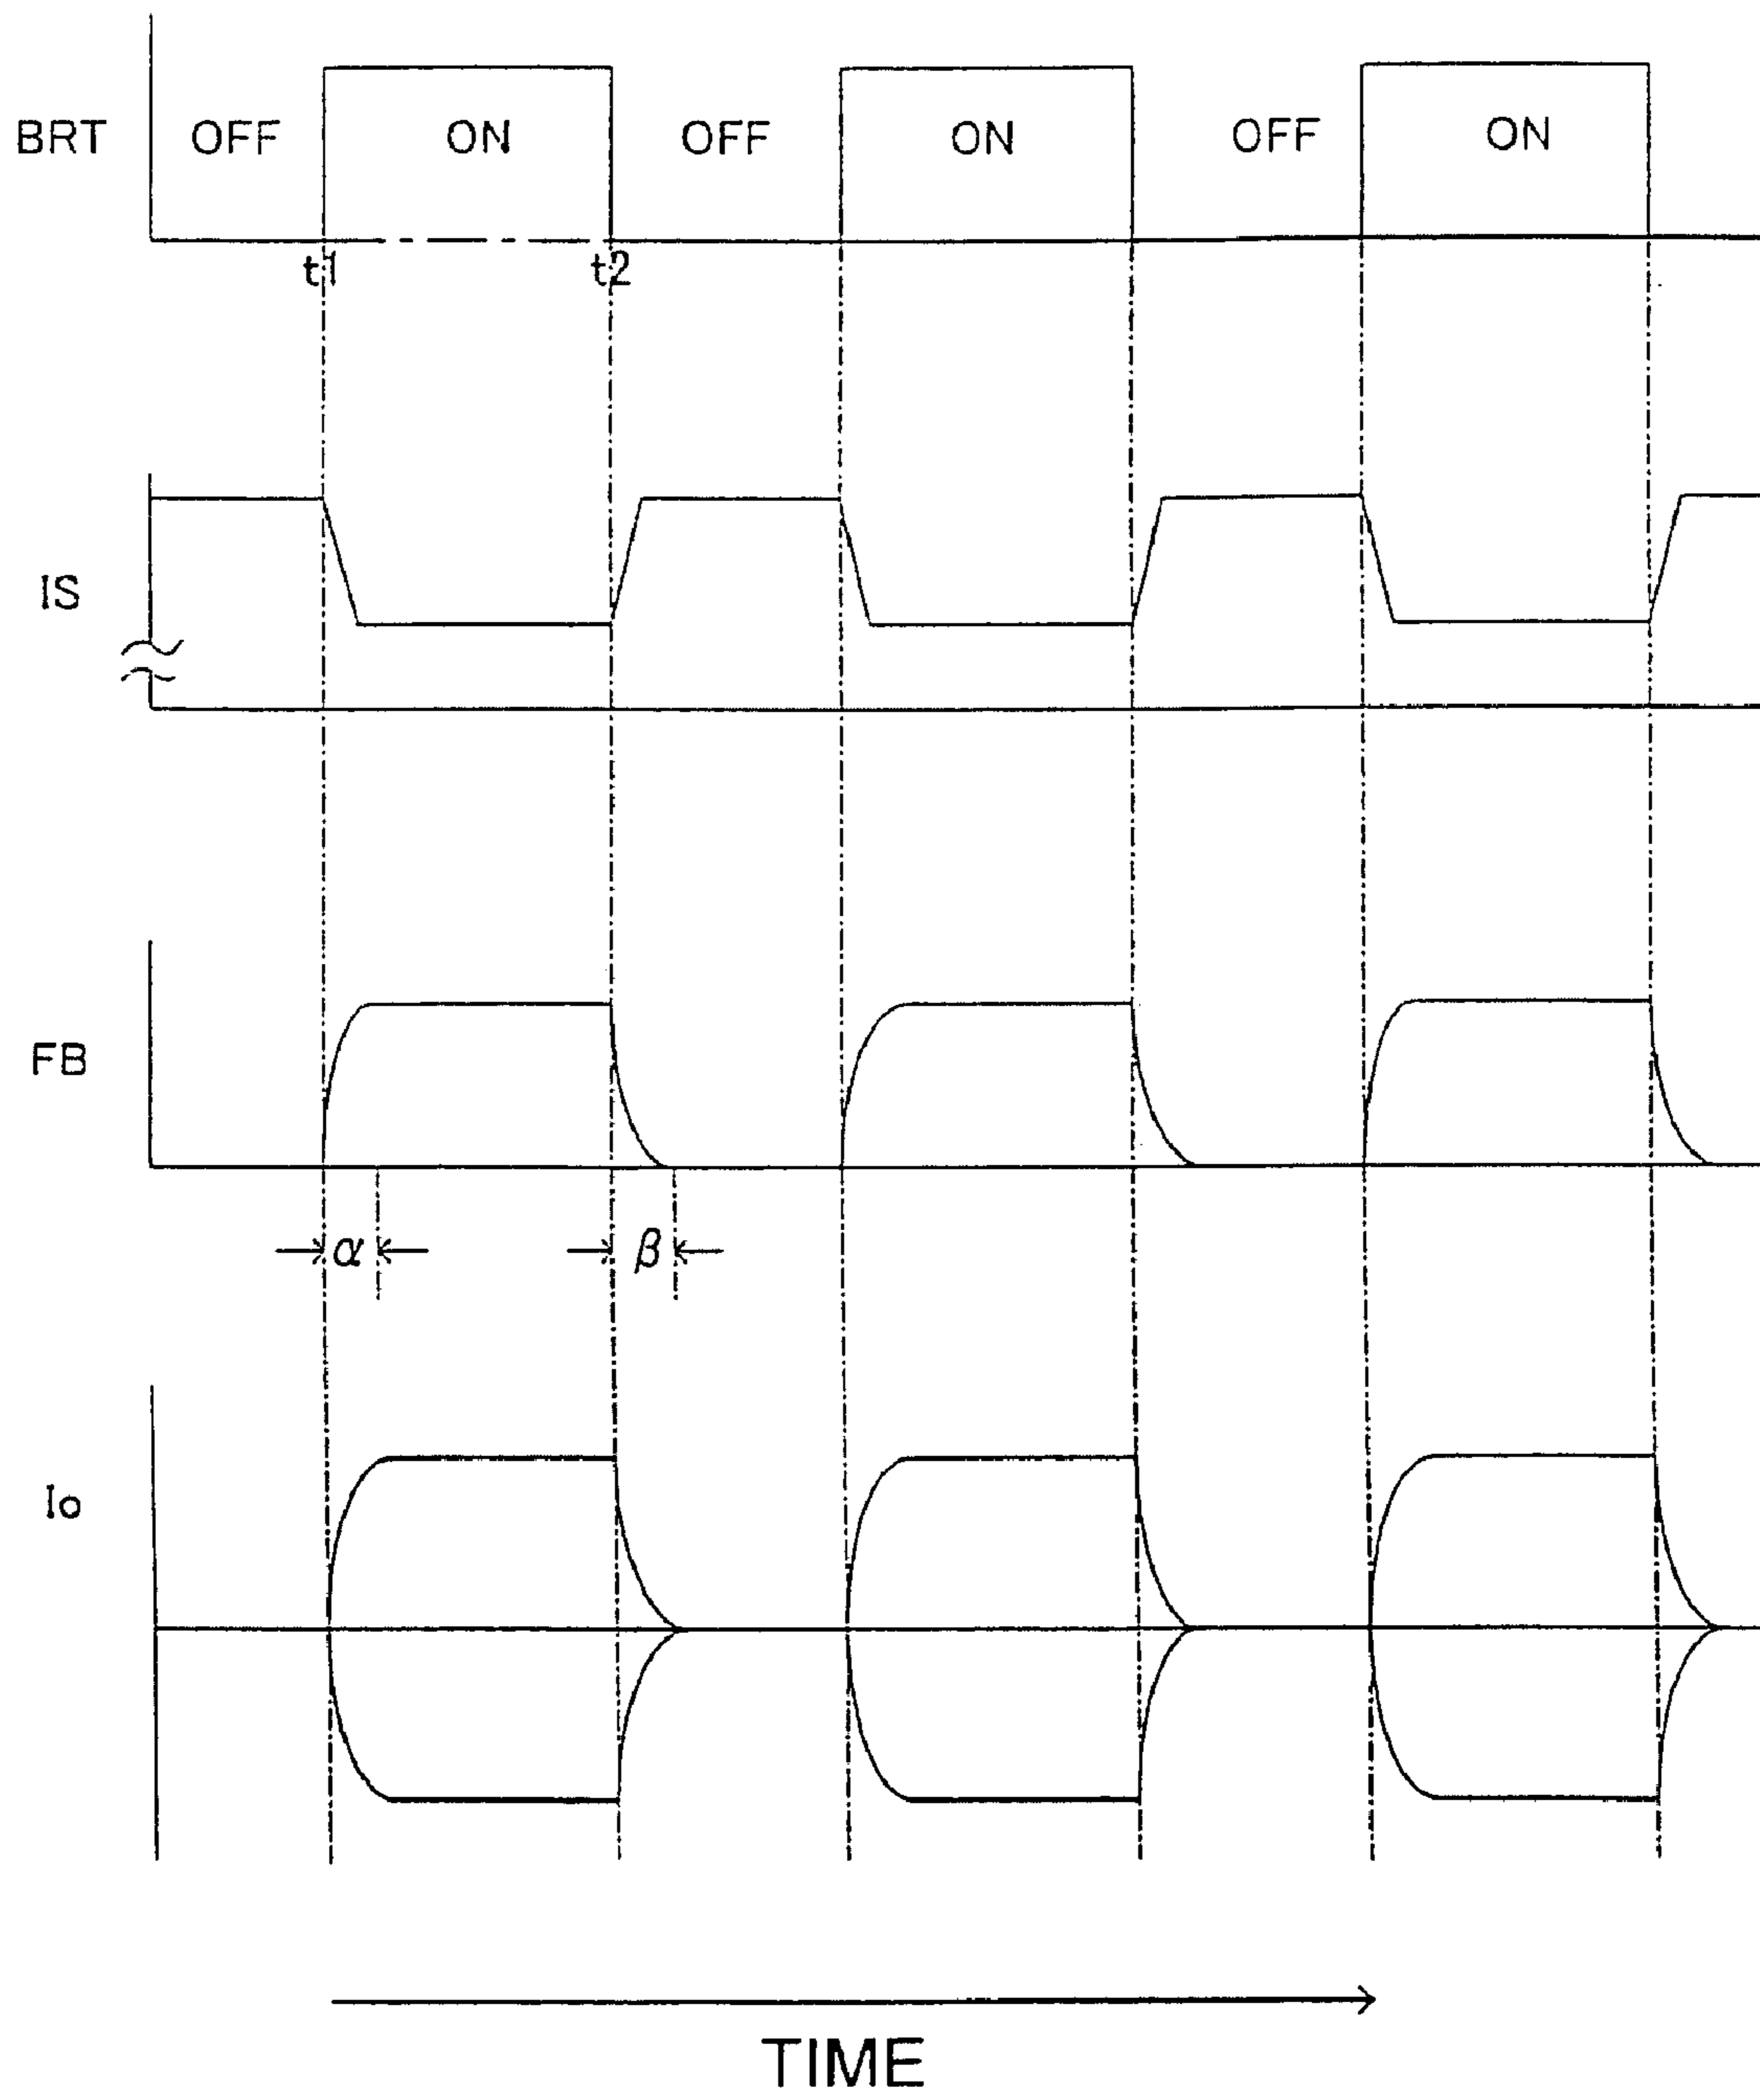 BRT OFF ON OFF ON OFF ON
t1 t2
IS
FB
α β
Io
TIME